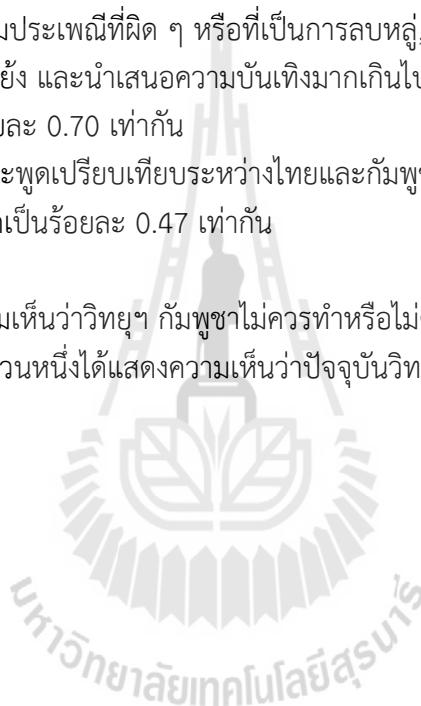 มประเพณีที่ผิด ๆ หรือที่เป็นการลบหลู่,
ย้ง และนำเสนอความบันเทิงมากเกินไป
ยละ 0.70 เท่ากัน
ะพูดเปรียบเทียบระหว่างไทยและกัมพูช
าเป็นร้อยละ 0.47 เท่ากัน
มเห็นว่าวิทยุฯ กัมพูชาไม่ควรทำหรือไม่
วนหนึ่งได้แสดงความเห็นว่าปัจจุบันวิท
มหาวิทยาลัยเทคโนโลยีสุรนารี